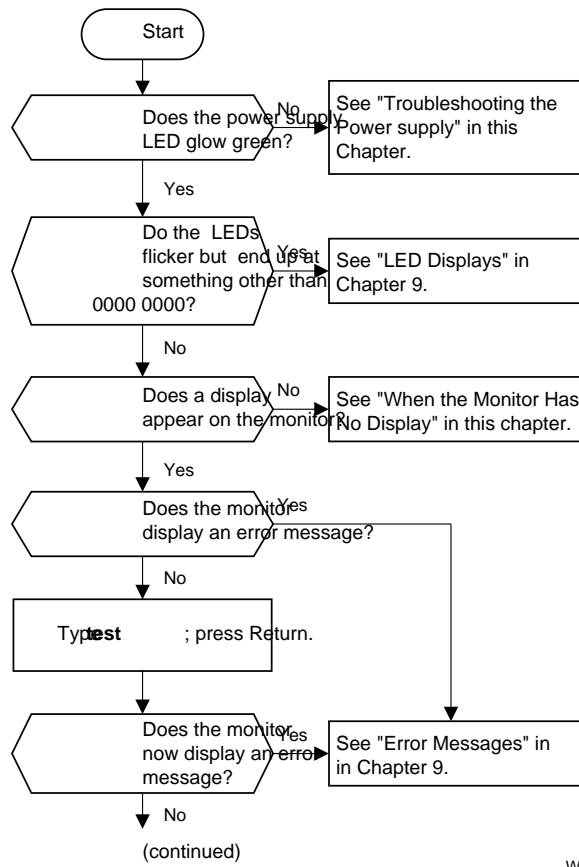 Start
Does the power supply
LED glow green?
No
See "Troubleshooting the
Power supply" in this
Chapter.
Yes
Do the LEDs
flicker but end up at
something other than
0000 0000?
Yes
See "LED Displays" in
Chapter 9.
No
Does a display
appear on the monitor?
No
See "When the Monitor Has
No Display" in this chapter.
Yes
Does the monitor
display an error message?
Yes
No
Type test ; press Return.
Does the monitor
now display an error
message?
Yes
See "Error Messages" in
in Chapter 9.
No
(continued)